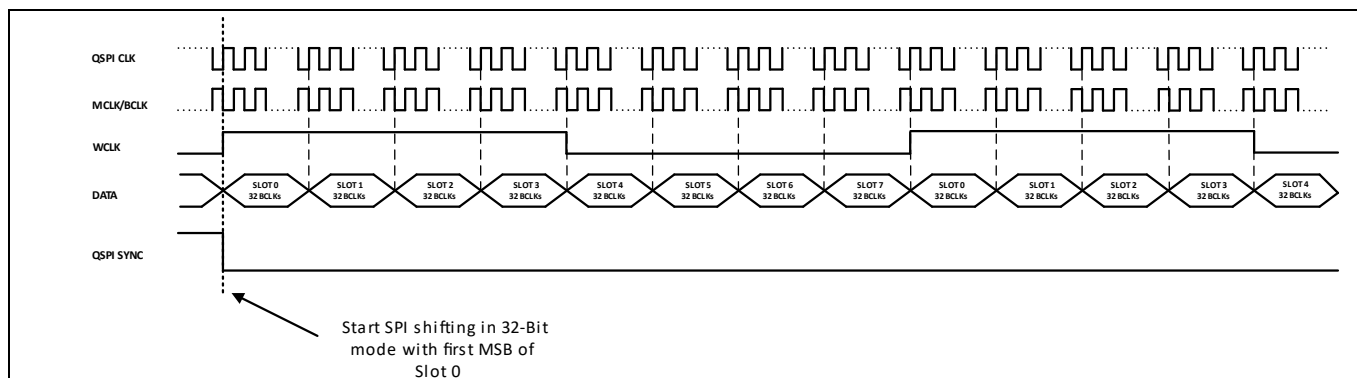 QSPI CLK
MCLK/BCLK
WCLK
DATA
SLOT 0 SLOT 1 SLOT 2 SLOT 3 SLOT 4 SLOT 5 SLOT 6 SLOT 7 SLOT 0 SLOT 1 SLOT 2 SLOT 3 SLOT 4
32 BCLKs 32 BCLKs 32 BCLKs 32 BCLKs 32 BCLKs 32 BCLKs 32 BCLKs 32 BCLKs 32 BCLKs 32 BCLKs 32 BCLKs 32 BCLKs 32 BCLKs
QSPI SYNC
Start SPI shifting in 32-Bit
mode with first MSB of
Slot 0